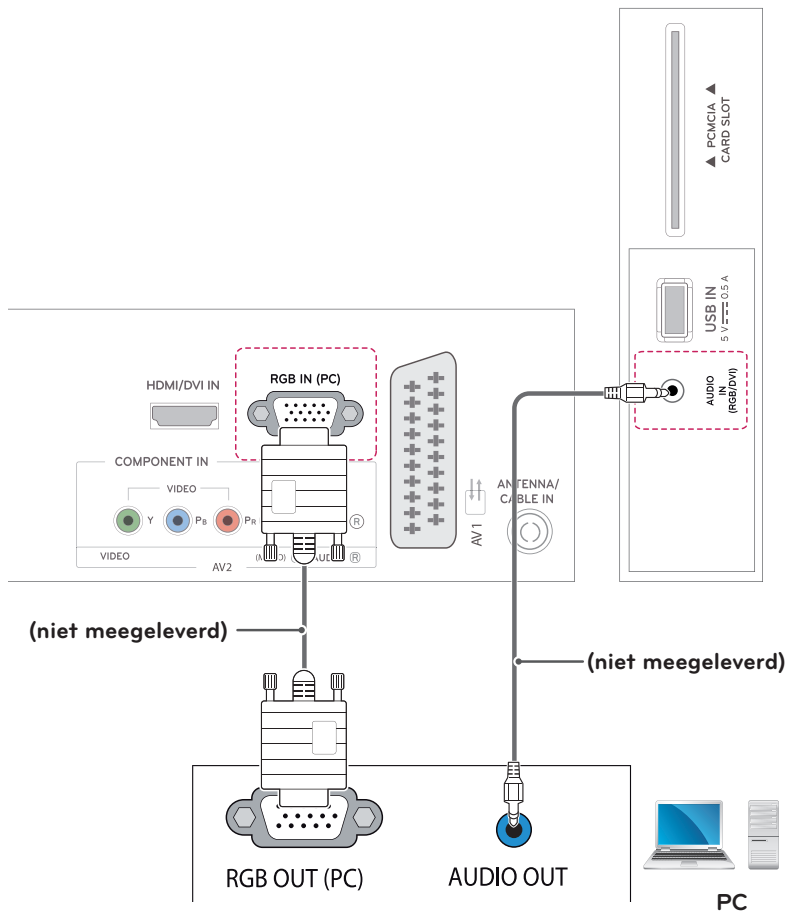 ▲ PCMCIA ▲
CARD SLOT
USB IN
5 V 0.5 A
AUDIO
IN
(RGB/DVI)
HDMI/DVI IN
RGB IN (PC)
COMPONENT IN
VIDEO
Y
PB
PR
R
VIDEO
AV2
R
AV1
ANTENNA/
CABLE IN
(niet meegeleverd)
(niet meegeleverd)
RGB OUT (PC)
AUDIO OUT
PC